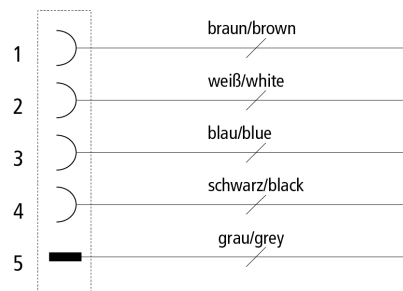 1 braun/brown
2 weiß/white
3 blau/blue
4 schwarz/black
5 grau/grey